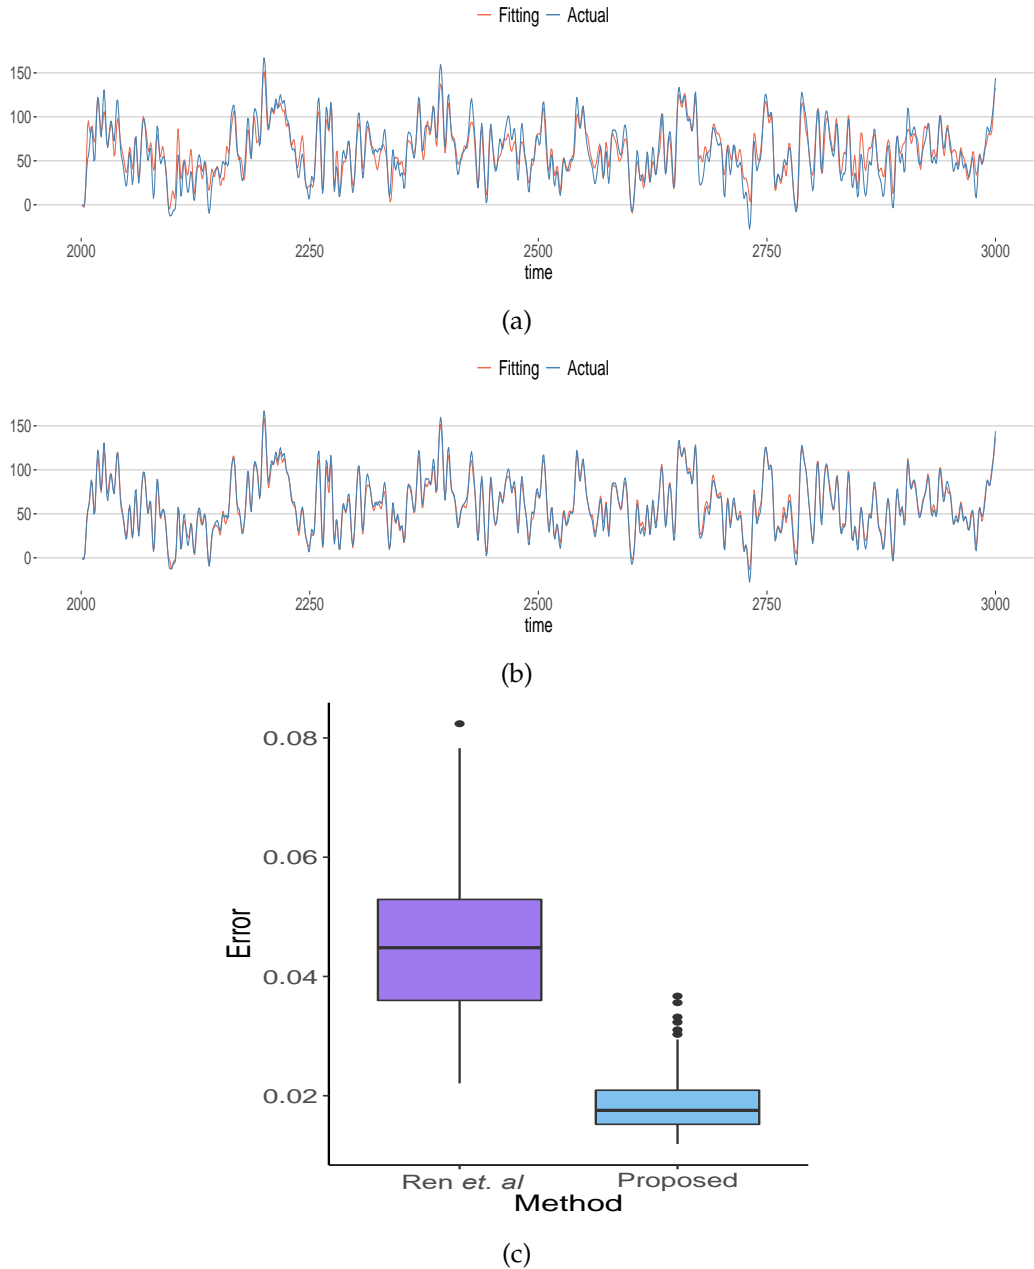 Fitting Actual
150
100
50
0
2000 2250 2500 2750 3000
time
(a)
Fitting Actual
150
100
50
0
2000 2250 2500 2750 3000
time
(b)
0.08
0.06
0.04
0.02
Error
Ren et. al Proposed
Method
(c)